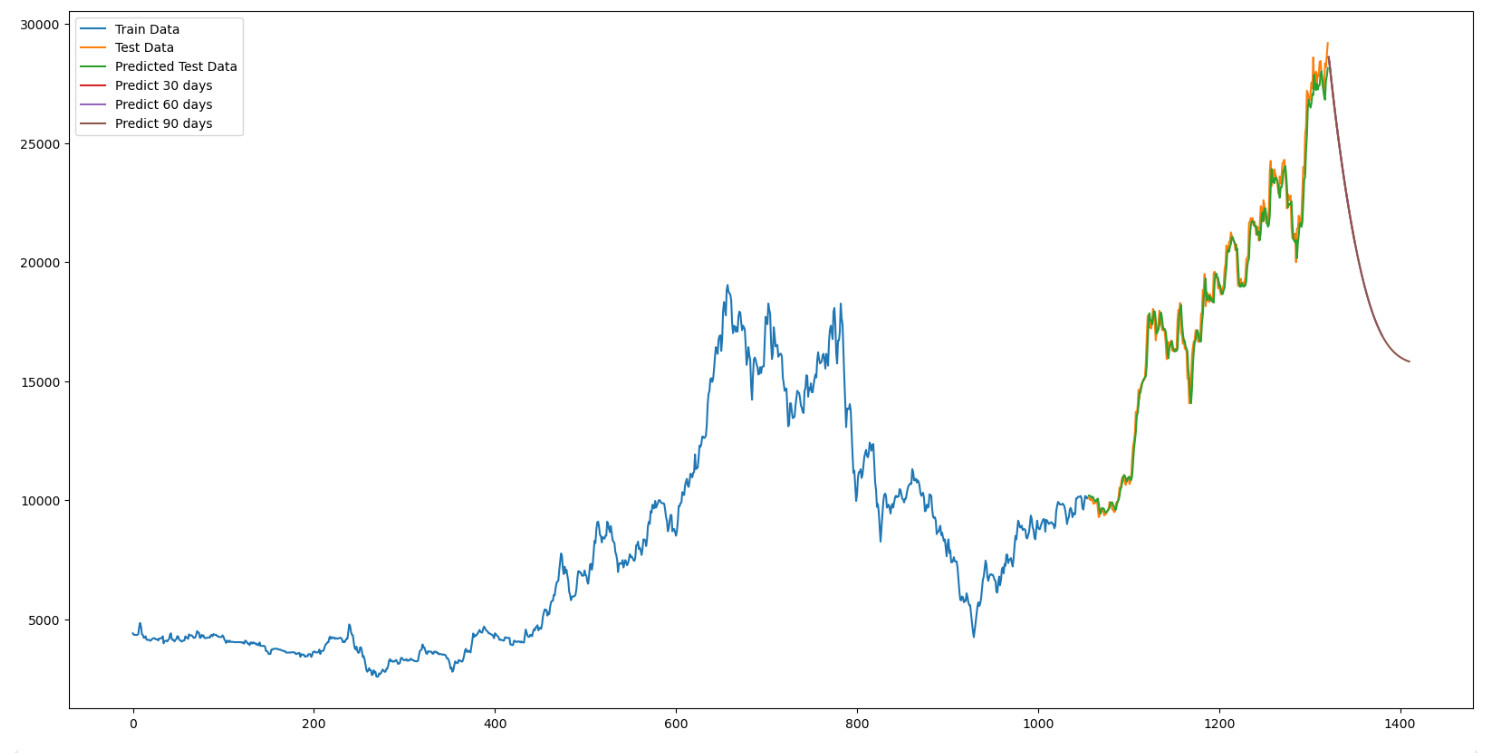 30000
25000
20000
15000
10000
5000
Train Data
Test Data
Predicted Test Data
Predict 30 days
Predict 60 days
Predict 90 days
0 200 400 600 800 1000 1200 1400